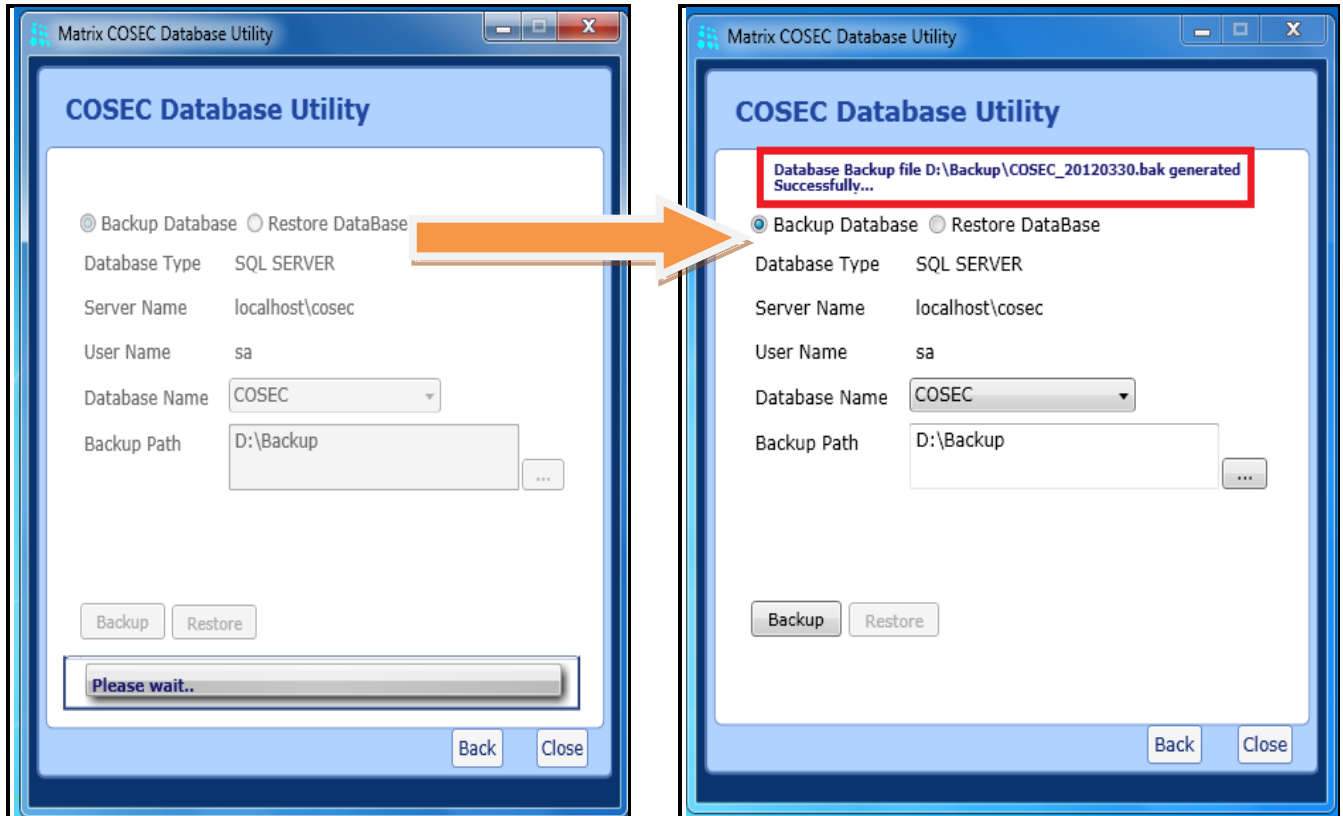 Matrix COSEC Database Utility
X
COSEC Database Utility
Backup Database Restore DataBase
Database Type SQL SERVER
Server Name localhost\cosec
User Name sa
Database Name COSEC
Backup Path D:\Backup
...
Backup Restore
Please wait..
Back Close
Matrix COSEC Database Utility
X
COSEC Database Utility
Database Backup file D:\Backup\COSEC_20120330.bak generated
Successfully...
Backup Database Restore DataBase
Database Type SQL SERVER
Server Name localhost\cosec
User Name sa
Database Name COSEC
Backup Path D:\Backup
...
Backup Restore
Back Close